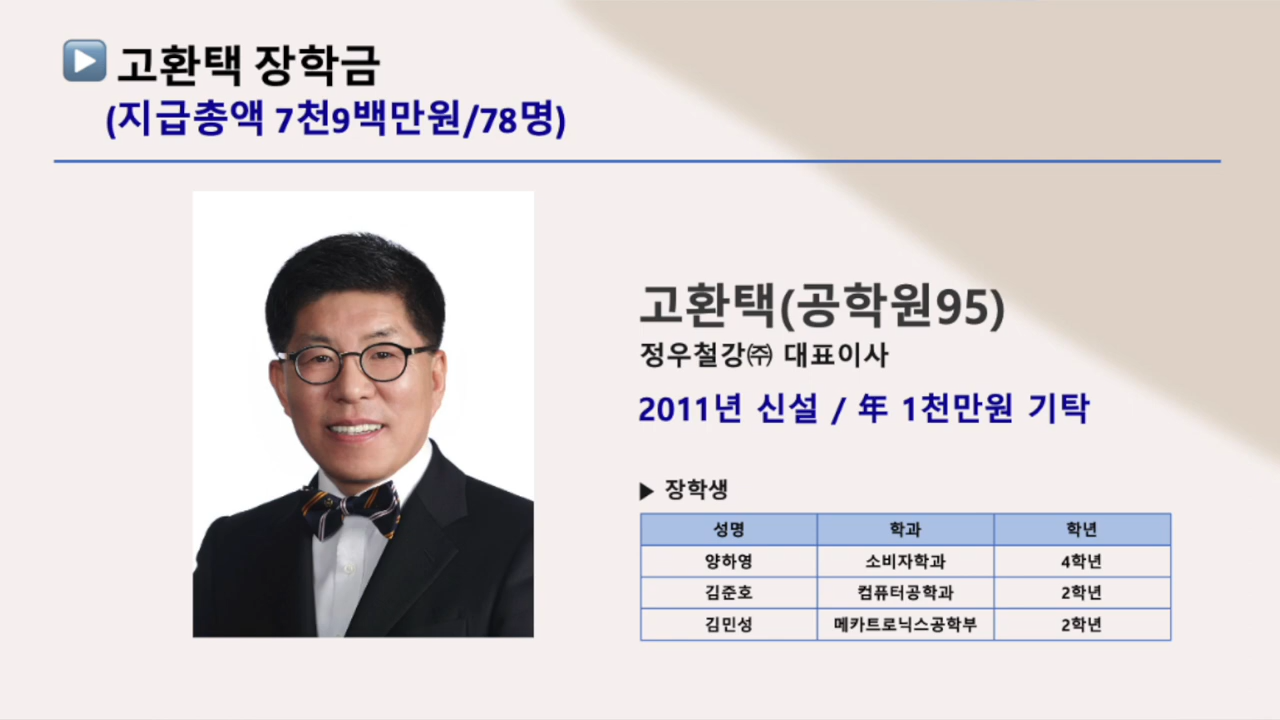 고환택 장학금
(지급총액 7천9백만원/78명)
고환택(공학원95)
정우철강㈜ 대표이사
2011년 신설 / 年 1천만원 기탁
▶ 장학생
성명 학과 학년
양하영 소비자학과 4학년
김준호 컴퓨터공학과 2학년
김민성 메카트로닉스공학부 2학년